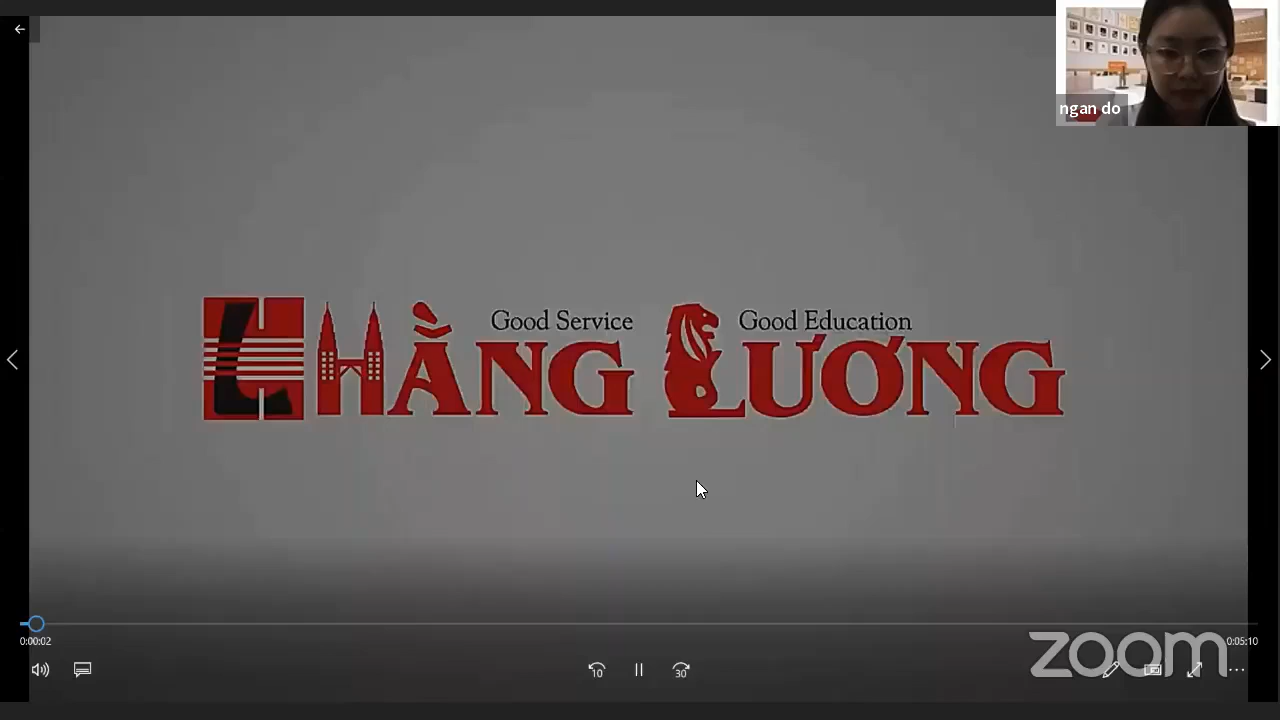 ngan do
Good Service Good Education
HẰNG LƯƠNG
0:00:02
0:05:10
10
30
zoom